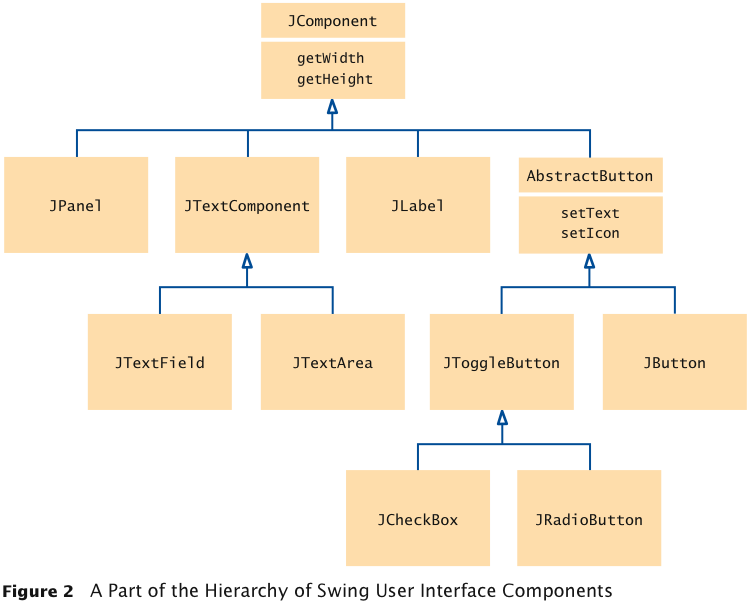 JComponent
getWidth
getHeight
JPanel
JTextComponent
JLabel
AbstractButton
setText
setIcon
JTextField
JTextArea
JToggleButton
JButton
JCheckBox
JRadioButton
Figure 2 A Part of the Hierarchy of Swing User Interface Components